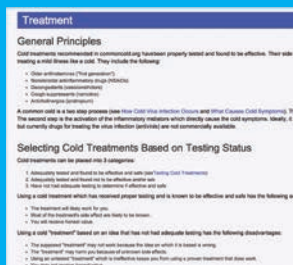 Treatment
General Principles
Cold treatments recommended in commoncold.org have been properly tested and found to be effective. Their side
treating a mild illness like a cold. They include the following:
Older antihistamines ("first generation")
Nonsteroidal antiinflammatory drugs (NSAIDs)
Decongestants (vasoconstrictors)
Cough suppressants (narcotics)
Anticholinergics (ipratropium)
A common cold is a two step process (see How Cold Virus Infection Occurs and What Causes Cold Symptoms). T
The second step is the activation of the inflammatory mediators which directly cause the cold symptoms. Ideally, it
but currently drugs for treating the virus infection (antivirals) are not commercially available.
Selecting Cold Treatments Based on Testing Status
Cold treatments can be placed into 3 categories:
1. Adequately tested and found to be effective and safe (see Testing Cold Treatments)
2. Adequately tested and found not to be effective and/or safe
3. Have not had adequate testing to determine if effective and safe
Using a cold treatment which has received proper testing and is known to be effective and safe has the following a
The treatment will likely work for you.
Most of the treatment's side effect are likely to be known.
You will receive honest value.
Using a cold "treatment" based on an idea that has not had adequate testing has the following disadvantages:
The supposed "treatment" may not work because the idea on which it is based is wrong.
The "treatment" may harm you because of unknown side effects.
Using an untested "treatment" which is ineffective keeps you from using a proven treatment that does work.